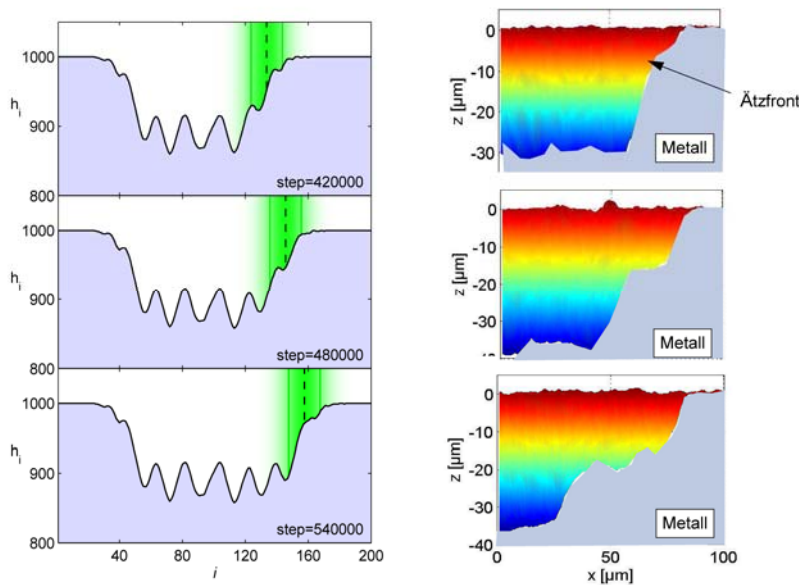 1000
h_i
900
step=420000
800
1000
h_i
900
step=480000
800
1000
h_i
900
step=540000
800
40
80
120
160
200
i
0
-10
-20
-30
z [µm]
Ätzfront
Metall
0
-10
-20
-30
z [µm]
Metall
0
-10
-20
-30
-40
z [µm]
Metall
0
50
100
x [µm]